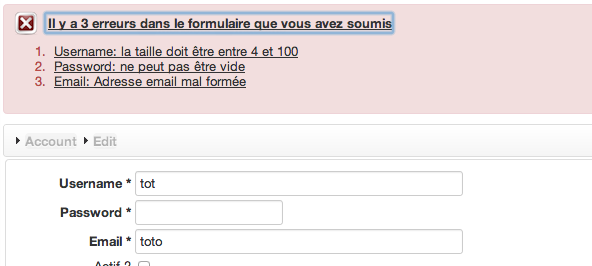 Il y a 3 erreurs dans le formulaire que vous avez soumis
1. Username: la taille doit être entre 4 et 100
2. Password: ne peut pas être vide
3. Email: Adresse email mal formée
Account Edit
Username * tot
Password *
Email * toto
Actif ?